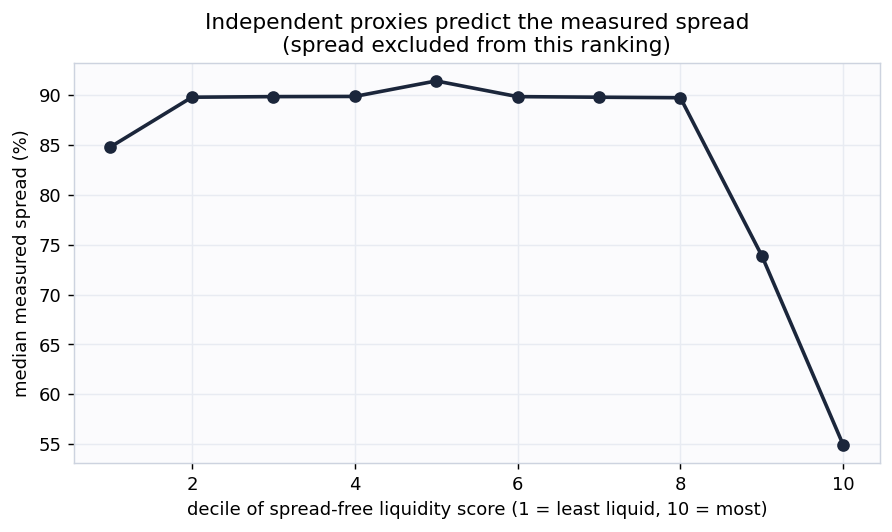 Independent proxies predict the measured spread
(spread excluded from this ranking)
median measured spread (%)
90
85
80
75
70
65
60
55
2 4 6 8 10
decile of spread-free liquidity score (1 = least liquid, 10 = most)